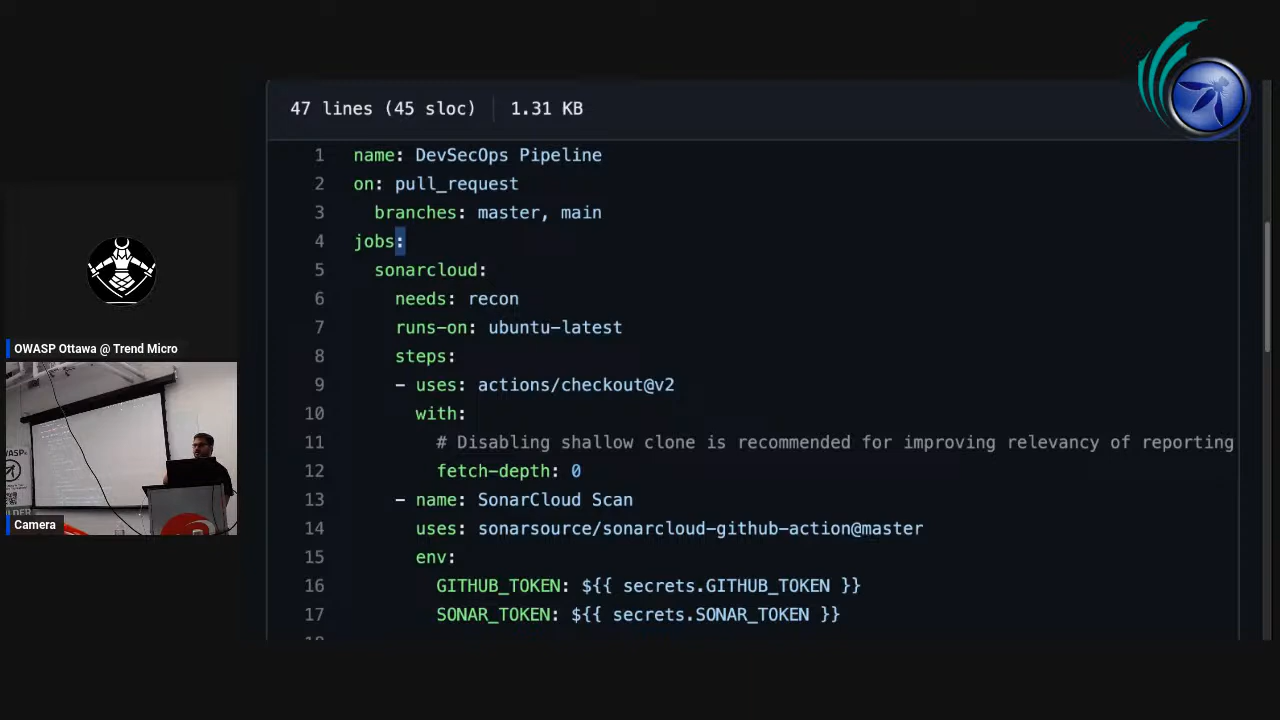 47 lines (45 sloc) 1.31 KB
1 name: DevSecOps Pipeline
2 on: pull_request
3 branches: master, main
4 jobs:
5 sonarcloud:
6 needs: recon
7 runs-on: ubuntu-latest
8 steps:
9 - uses: actions/checkout@v2
10 with:
11 # Disabling shallow clone is recommended for improving relevancy of reporting
12 fetch-depth: 0
13 - name: SonarCloud Scan
14 uses: sonarsource/sonarcloud-github-action@master
15 env:
16 GITHUB_TOKEN: ${{ secrets.GITHUB_TOKEN }}
17 SONAR_TOKEN: ${{ secrets.SONAR_TOKEN }}
OWASP Ottawa @ Trend Micro
Camera